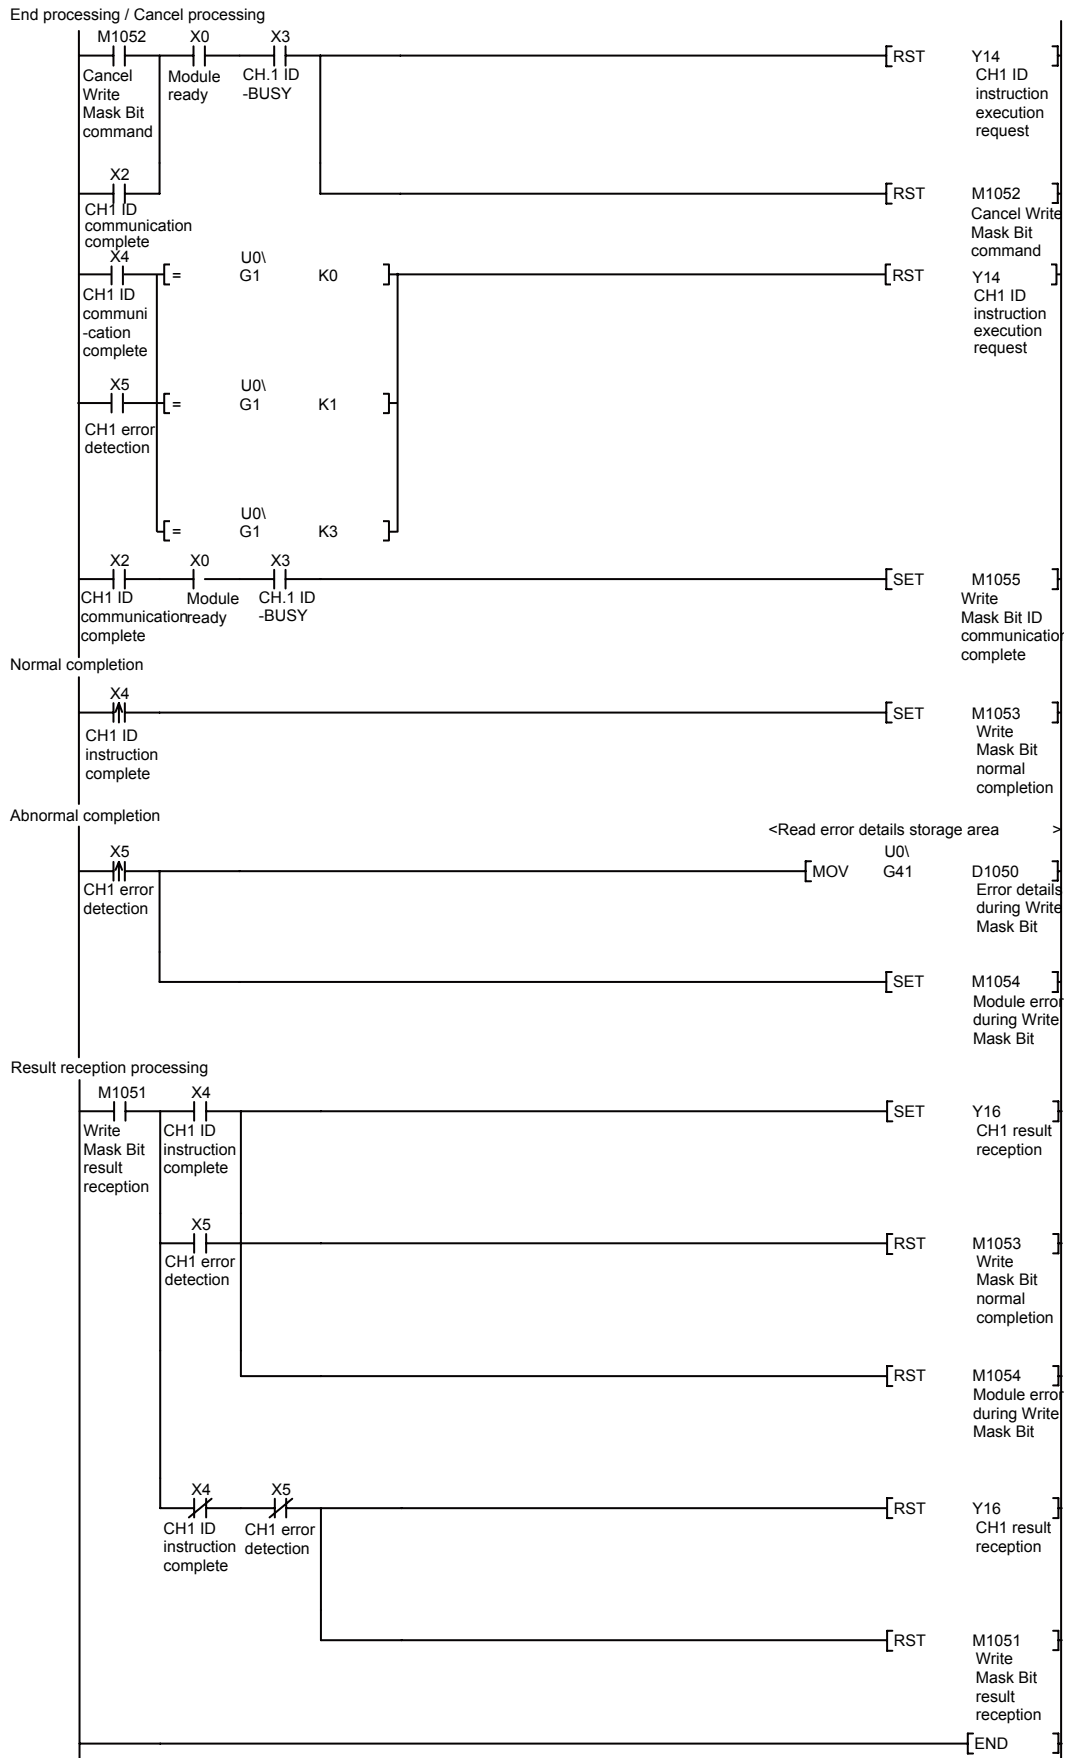 End processing / Cancel processing
M1052 X0 X3
[RST Y14 ]
Cancel Write Mask Bit command
Module ready
CH.1 ID -BUSY
CH1 ID instruction execution request
X2
[RST M1052 ]
CH1 ID communication complete
Cancel Write Mask Bit command
X4
U0\
[= G1 K0 ]
[RST Y14 ]
CH1 ID communi -cation complete
CH1 ID instruction execution request
X5
U0\
[= G1 K1 ]
CH1 error detection
U0\
[= G1 K3 ]
X2 X0 X3
[SET M1055 ]
CH1 ID communication complete
Module ready
CH.1 ID -BUSY
Write Mask Bit ID communication complete
Normal completion
X4
[SET M1053 ]
CH1 ID instruction complete
Write Mask Bit normal completion
Abnormal completion
<Read error details storage area >
X5
U0\
[MOV G41 D1050 ]
CH1 error detection
Error details during Write Mask Bit
[SET M1054 ]
Module error during Write Mask Bit
Result reception processing
M1051 X4
[SET Y16 ]
Write Mask Bit result reception
CH1 ID instruction complete
CH1 result reception
X5
[RST M1053 ]
CH1 error detection
Write Mask Bit normal completion
[RST M1054 ]
Module error during Write Mask Bit
X4 X5
[RST Y16 ]
CH1 ID instruction complete
CH1 error detection
CH1 result reception
[RST M1051 ]
Write Mask Bit result reception
[END ]